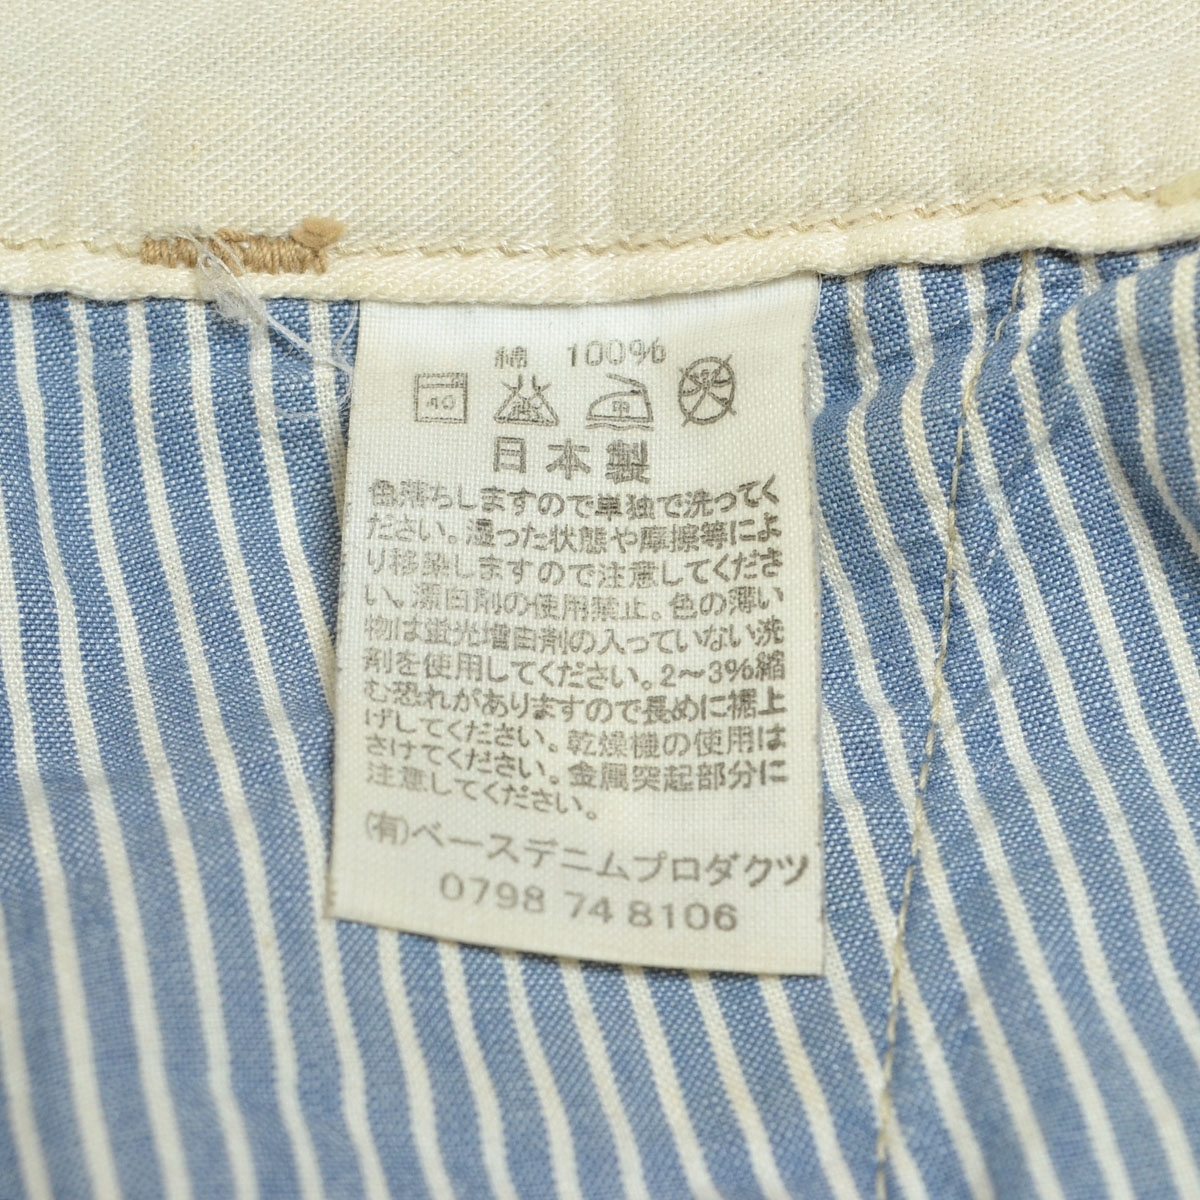 綿 100%
40
日本製
色落ちしますので単独で洗ってく
ださい。湿った状態や摩擦等によ
り移染しますので注意してくださ
い。漂白剤の使用禁止。色の薄い
物は蛍光増白剤の入っていない洗
剤を使用してください。2～3%縮
む恐れがありますので長めに裾上
げしてください。乾燥機の使用は
さけてください。金属突起部分に
注意してください。
(有)ベースデニムプロダクツ
0798 74 8106